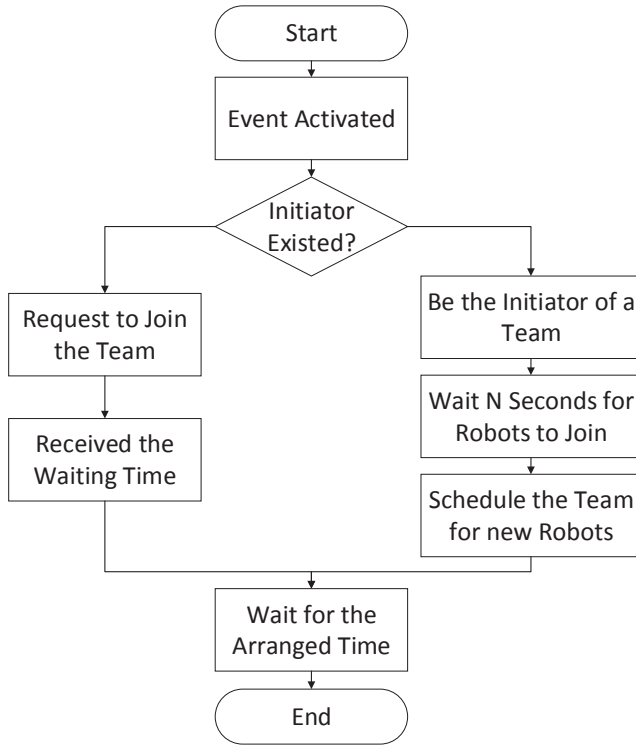 Start
Event Activated
Initiator
Existed?
Request to Join
the Team
Received the
Waiting Time
Be the Initiator of a
Team
Wait N Seconds for
Robots to Join
Schedule the Team
for new Robots
Wait for the
Arranged Time
End